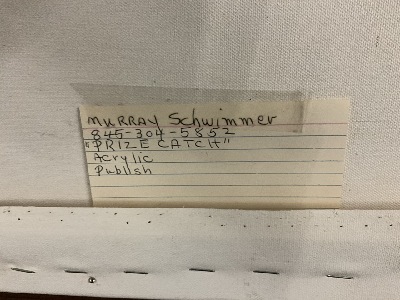 MURRAY Schwimmer
845-304-5852
"PRIZE CATCH"
Acrylic
Publish